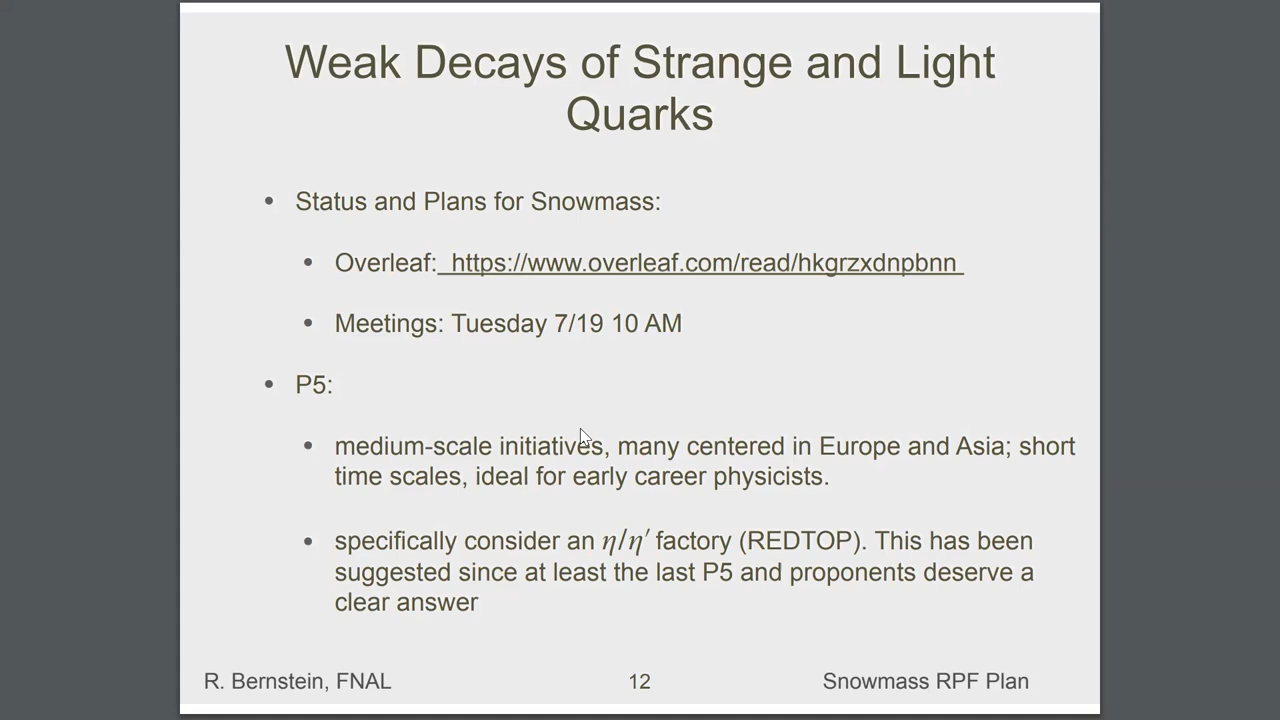 Weak Decays of Strange and Light
Quarks
• Status and Plans for Snowmass:
• Overleaf: https://www.overleaf.com/read/hkgrzxdnpbnn
• Meetings: Tuesday 7/19 10 AM
• P5:
• medium-scale initiatives, many centered in Europe and Asia; short
time scales, ideal for early career physicists.
• specifically consider an η/η′ factory (REDTOP). This has been
suggested since at least the last P5 and proponents deserve a
clear answer
R. Bernstein, FNAL
12
Snowmass RPF Plan